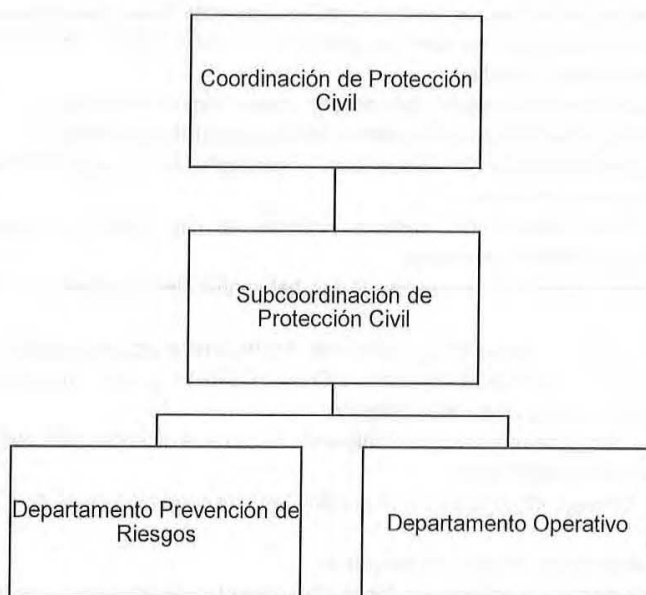 Coordinación de Protección
Civil
Subcoordinación de
Protección Civil
Departamento Prevención de
Riesgos
Departamento Operativo